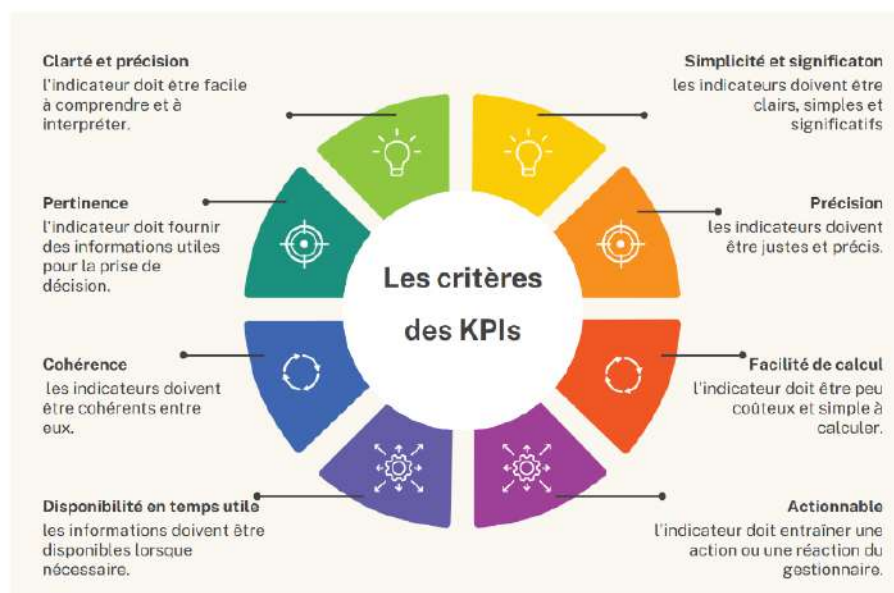 Clarté et précision
l'indicateur doit être facile
à comprendre et à
interpréter.
Pertinence
l'indicateur doit fournir
des informations utiles
pour la prise de
décision.
Cohérence
les indicateurs doivent
être cohérents entre
eux.
Disponibilité en temps utile
les informations doivent être
disponibles lorsque
nécessaire.
Les critères
des KPIs
Simplicité et significaton
les indicateurs doivent être
clairs, simples et
significatifs
Précision
les indicateurs doivent
être justes et précis.
Facilité de calcul
l'indicateur doit être peu
coûteux et simple à
calculer.
Actionnable
l'indicateur doit entraîner une
action ou une réaction du
gestionnaire.